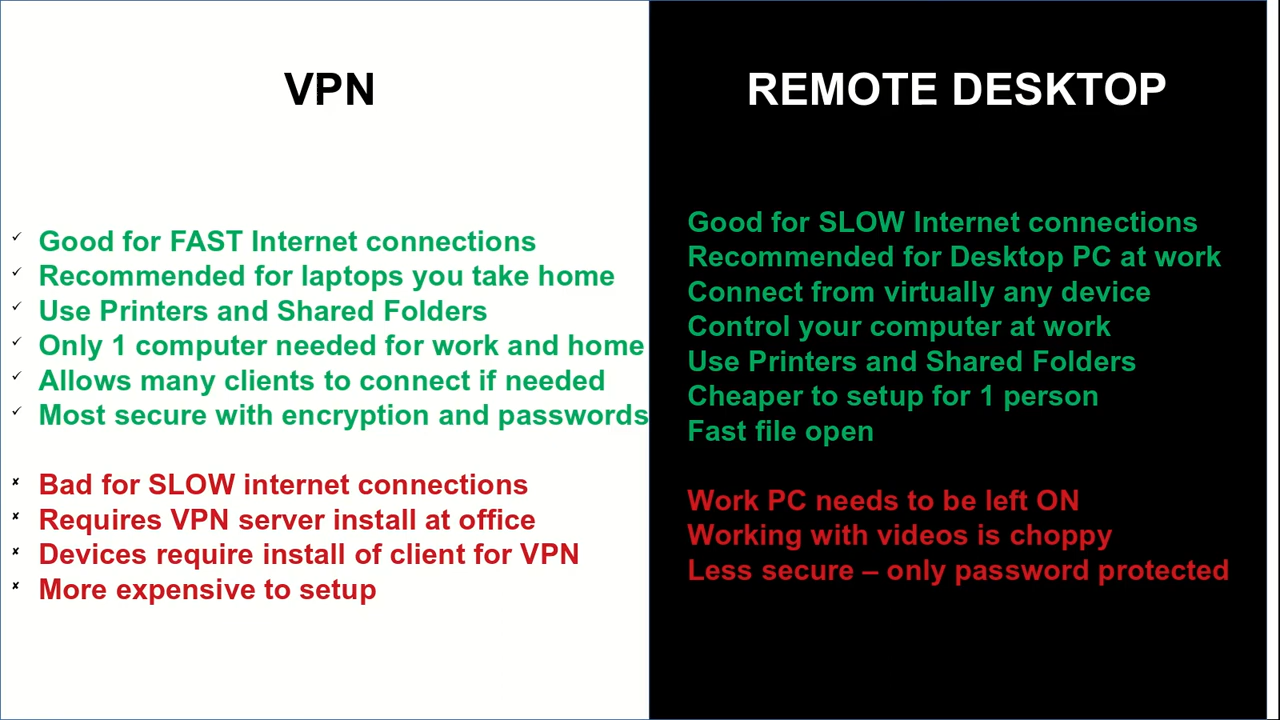 VPN
✓ Good for FAST Internet connections
✓ Recommended for laptops you take home
✓ Use Printers and Shared Folders
✓ Only 1 computer needed for work and home
✓ Allows many clients to connect if needed
✓ Most secure with encryption and passwords
✗ Bad for SLOW internet connections
✗ Requires VPN server install at office
✗ Devices require install of client for VPN
✗ More expensive to setup
REMOTE DESKTOP
Good for SLOW Internet connections
Recommended for Desktop PC at work
Connect from virtually any device
Control your computer at work
Use Printers and Shared Folders
Cheaper to setup for 1 person
Fast file open
Work PC needs to be left ON
Working with videos is choppy
Less secure – only password protected